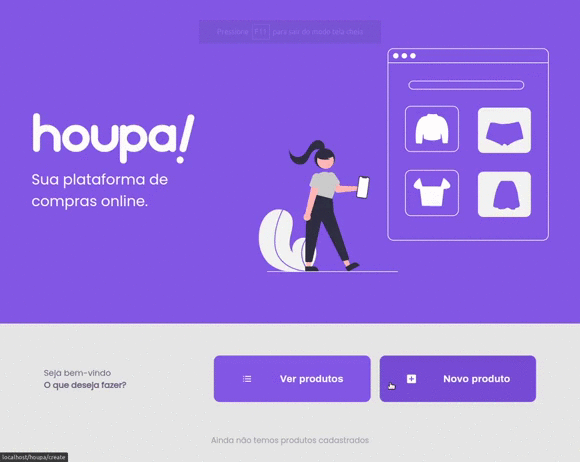 Pressione F11 para sair do modo tela cheia
houpa!
Sua plataforma de
compras online.
Seja bem-vindo
O que deseja fazer?
Ver produtos
Novo produto
Ainda não temos produtos cadastrados
localhost/houpa/create